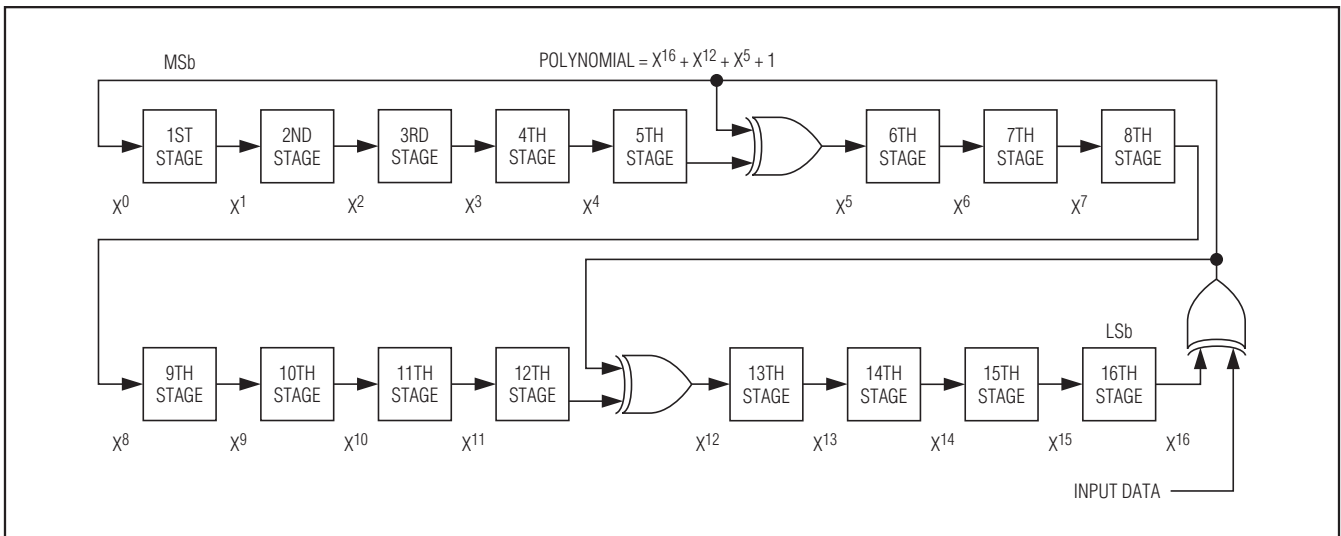 MSb
POLYNOMIAL = X16 + X12 + X5 + 1
1ST STAGE
2ND STAGE
3RD STAGE
4TH STAGE
5TH STAGE
6TH STAGE
7TH STAGE
8TH STAGE
X0 X1 X2 X3 X4 X5 X6 X7
LSb
9TH STAGE
10TH STAGE
11TH STAGE
12TH STAGE
13TH STAGE
14TH STAGE
15TH STAGE
16TH STAGE
X8 X9 X10 X11 X12 X13 X14 X15 X16
INPUT DATA